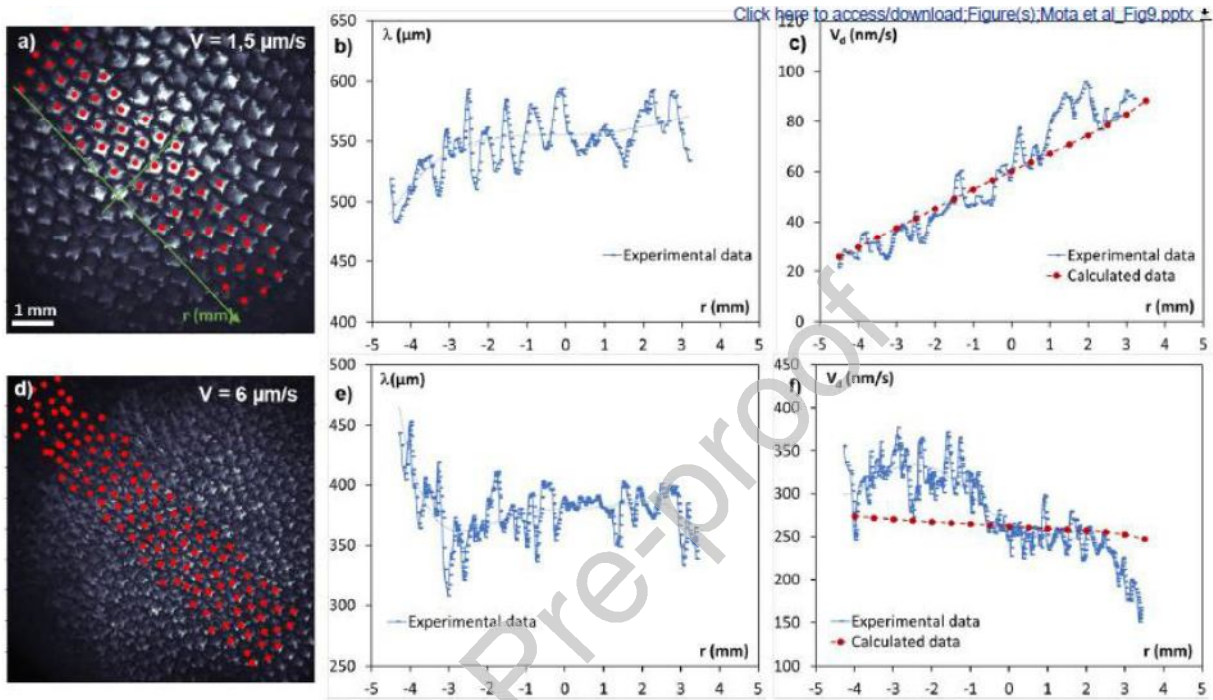 Click here to access/download;Figure(s);Mota et al_Fig9.pptx
a)
V = 1,5 µm/s
1 mm
r (mm)
b)
λ (µm)
650
600
550
500
450
400
Experimental data
r (mm)
-5 -4 -3 -2 -1 0 1 2 3 4 5
c)
V_d (nm/s)
120
100
80
60
40
20
0
Experimental data
Calculated data
r (mm)
-5 -4 -3 -2 -1 0 1 2 3 4 5
d)
V = 6 µm/s
e)
λ(µm)
500
450
400
350
300
250
Experimental data
r (mm)
-5 -4 -3 -2 -1 0 1 2 3 4 5
f)
V_d (nm/s)
450
400
350
300
250
200
150
100
Experimental data
Calculated data
r (mm)
-5 -4 -3 -2 -1 0 1 2 3 4 5
Pre-proof